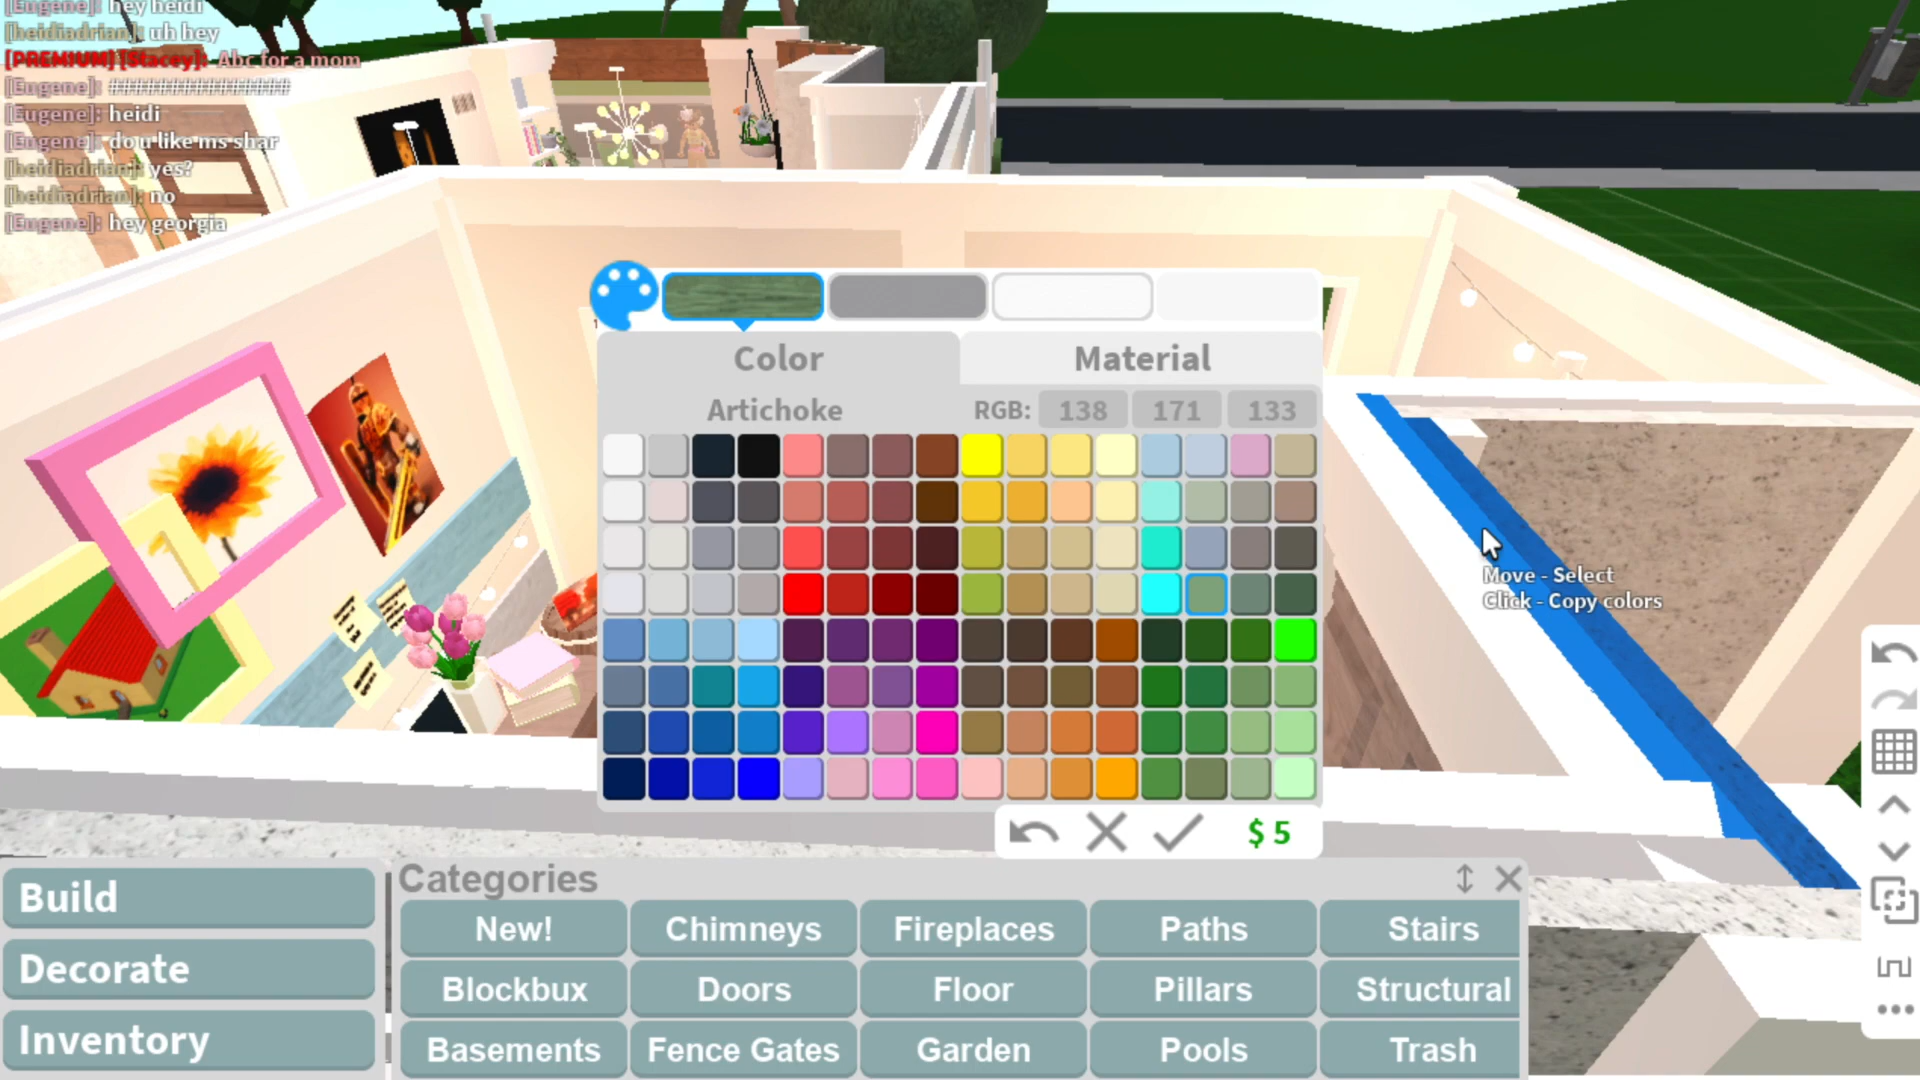 [Eugene]: hey heidi
[heidiadrian]: uh hey
[PREMIUM] [Stacey]: Abc for a mom
[Eugene]: ################
[Eugene]: heidi
[Eugene]: do u like ms shar
[heidiadrian]: yes?
[heidiadrian]: no
[Eugene]: hey georgia
Color
Material
Artichoke
RGB: 138 171 133
Move - Select
Click - Copy colors
$ 5
Build
Decorate
Inventory
Categories
New! Chimneys Fireplaces Paths Stairs
Blockbux Doors Floor Pillars Structural
Basements Fence Gates Garden Pools Trash